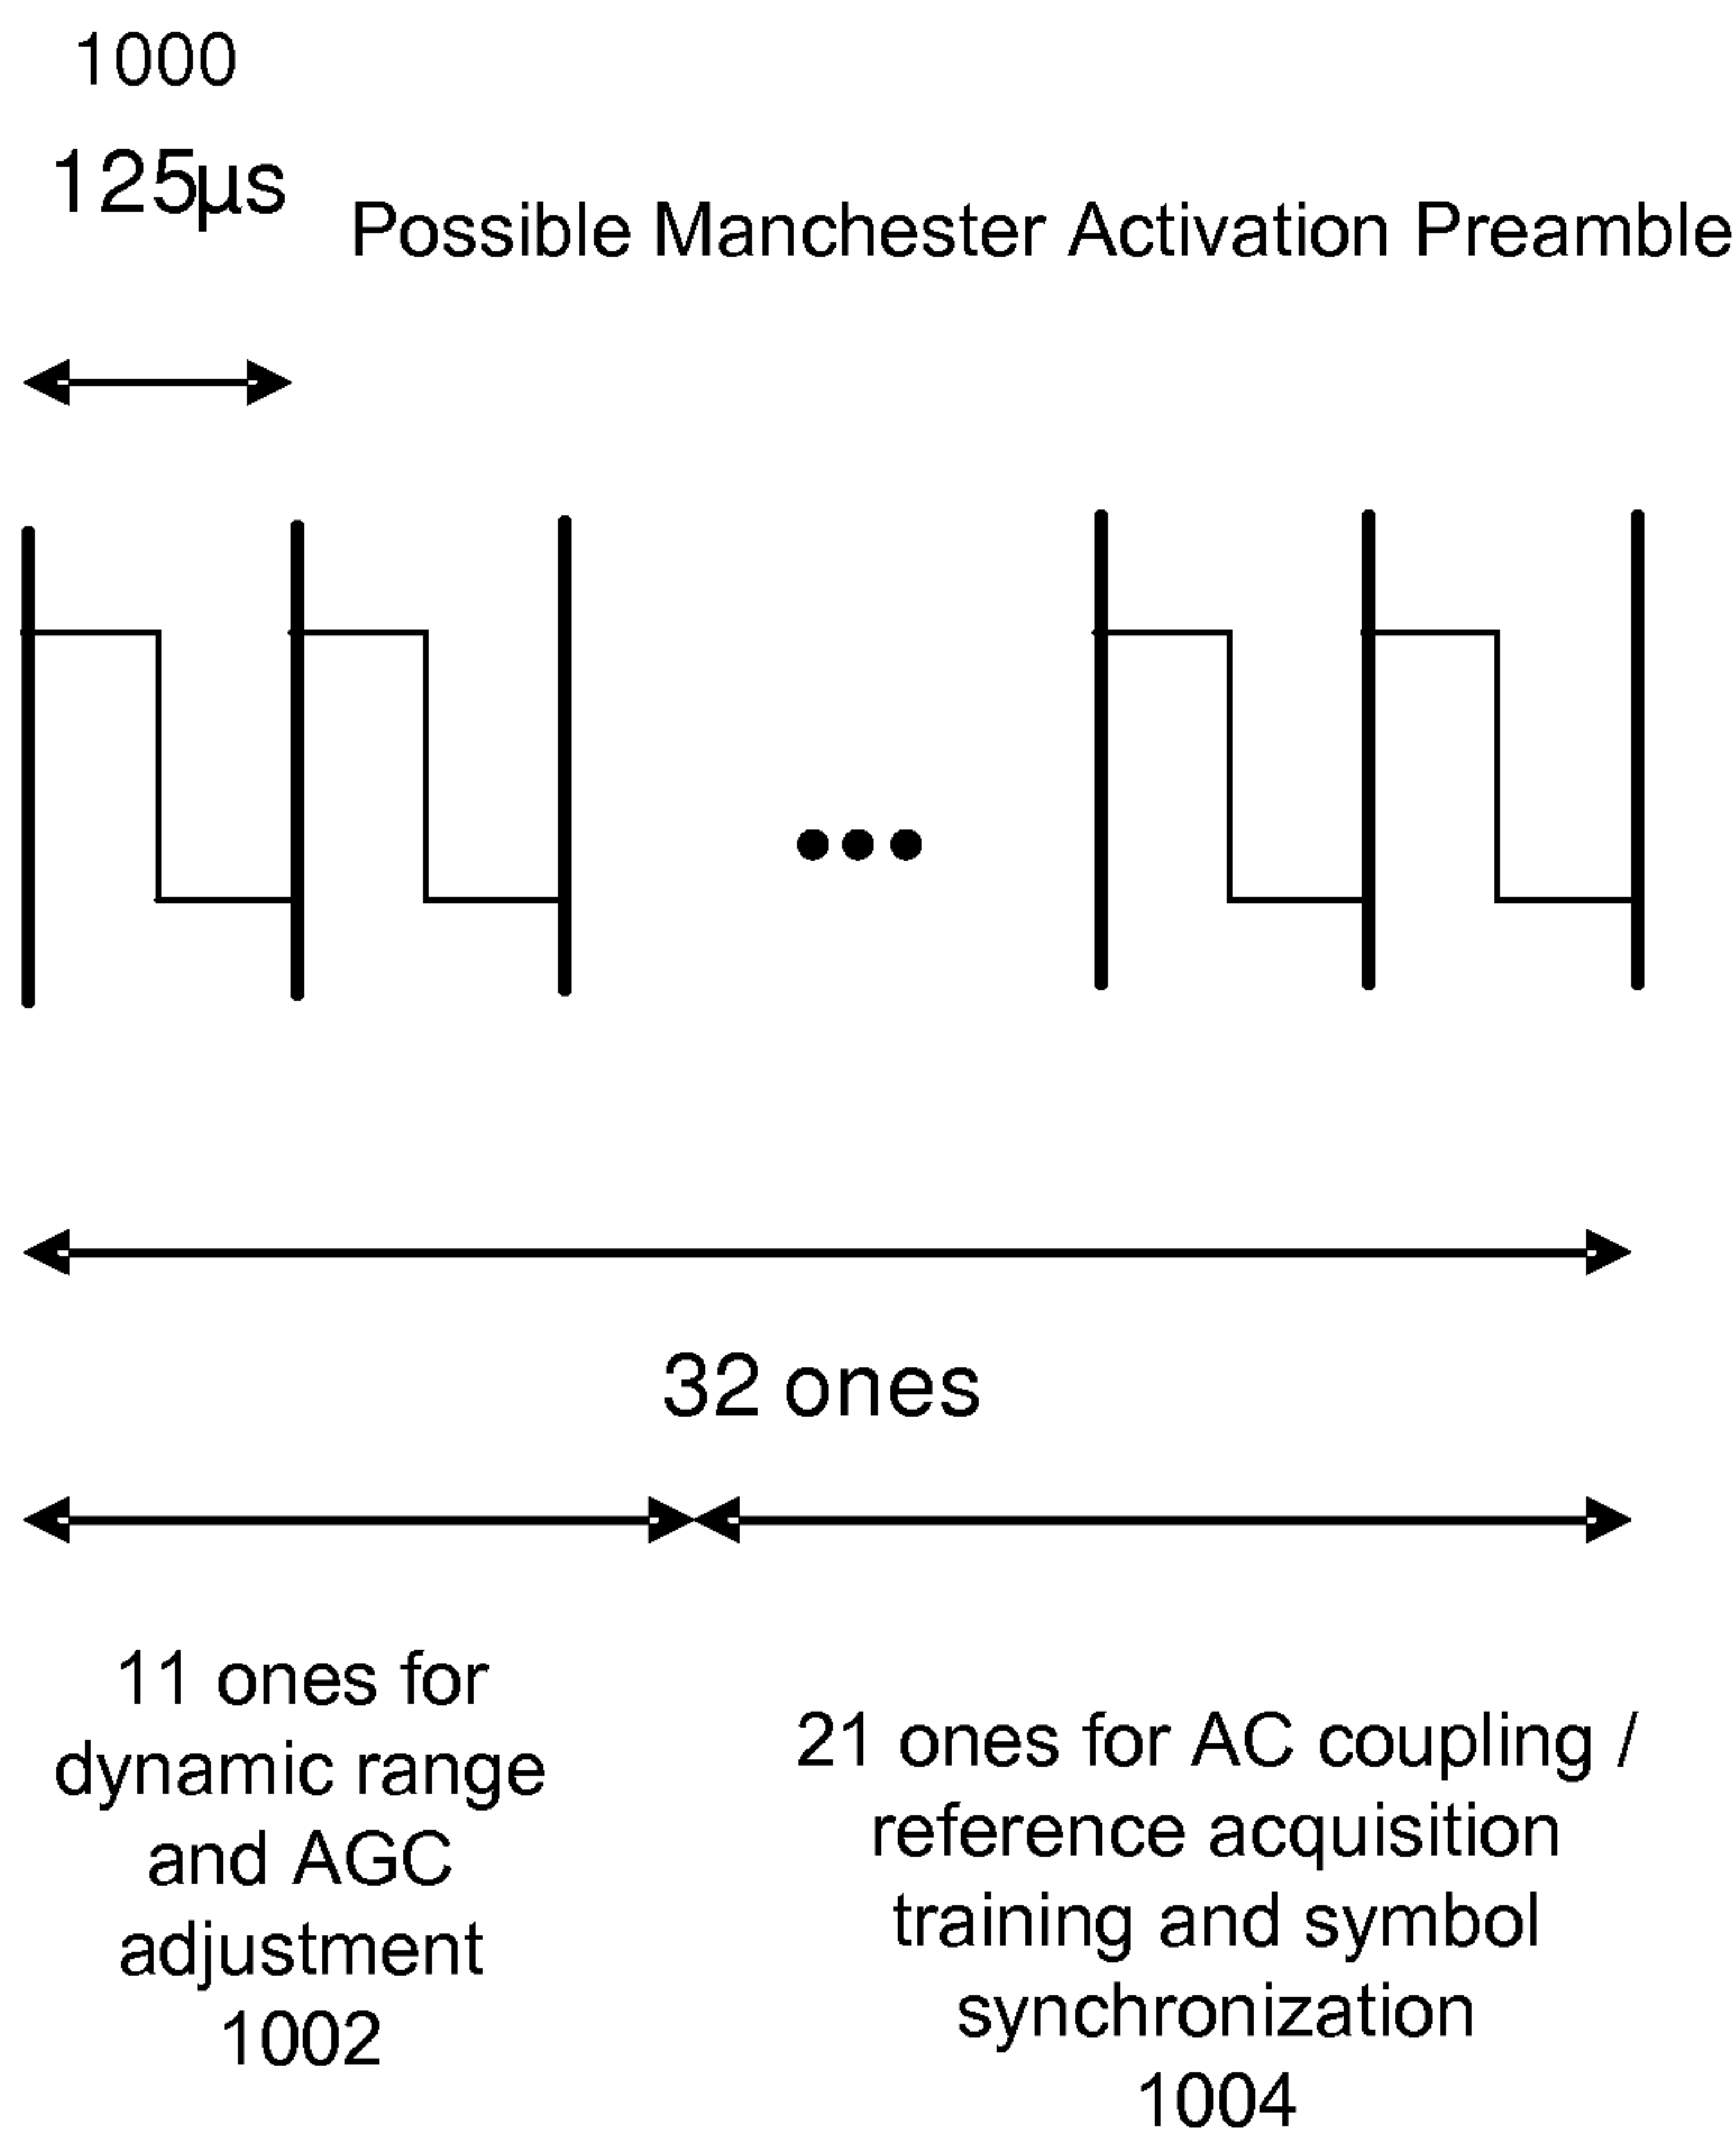 1000
125µs
Possible Manchester Activation Preamble
32 ones
11 ones for
dynamic range
and AGC
adjustment
1002
21 ones for AC coupling /
reference acquisition
training and symbol
synchronization
1004